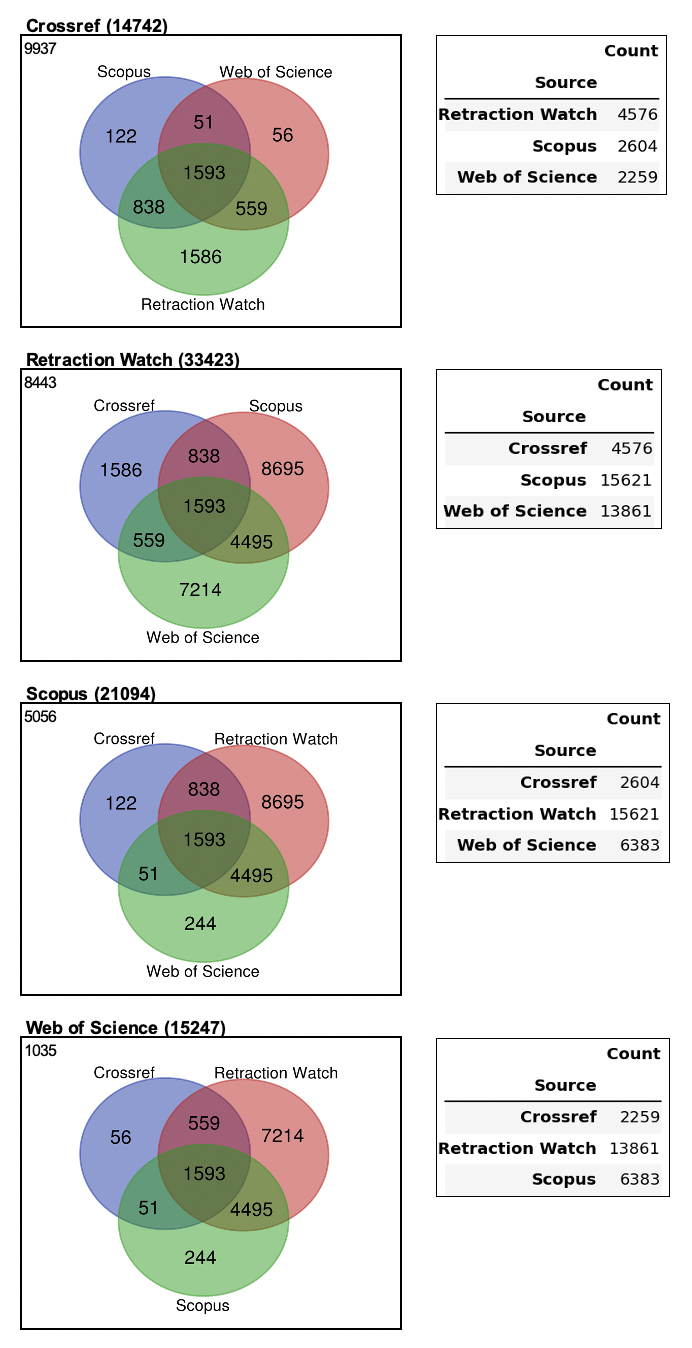 Crossref (14742)
9937
Scopus
Web of Science
122
51
56
1593
838
559
1586
Retraction Watch
Count
Source
Retraction Watch 4576
Scopus 2604
Web of Science 2259
Retraction Watch (33423)
8443
Crossref
Scopus
1586
838
8695
1593
559
4495
7214
Web of Science
Count
Source
Crossref 4576
Scopus 15621
Web of Science 13861
Scopus (21094)
5056
Crossref
Retraction Watch
122
838
8695
1593
51
4495
244
Web of Science
Count
Source
Crossref 2604
Retraction Watch 15621
Web of Science 6383
Web of Science (15247)
1035
Crossref
Retraction Watch
56
559
7214
1593
51
4495
244
Scopus
Count
Source
Crossref 2259
Retraction Watch 13861
Scopus 6383